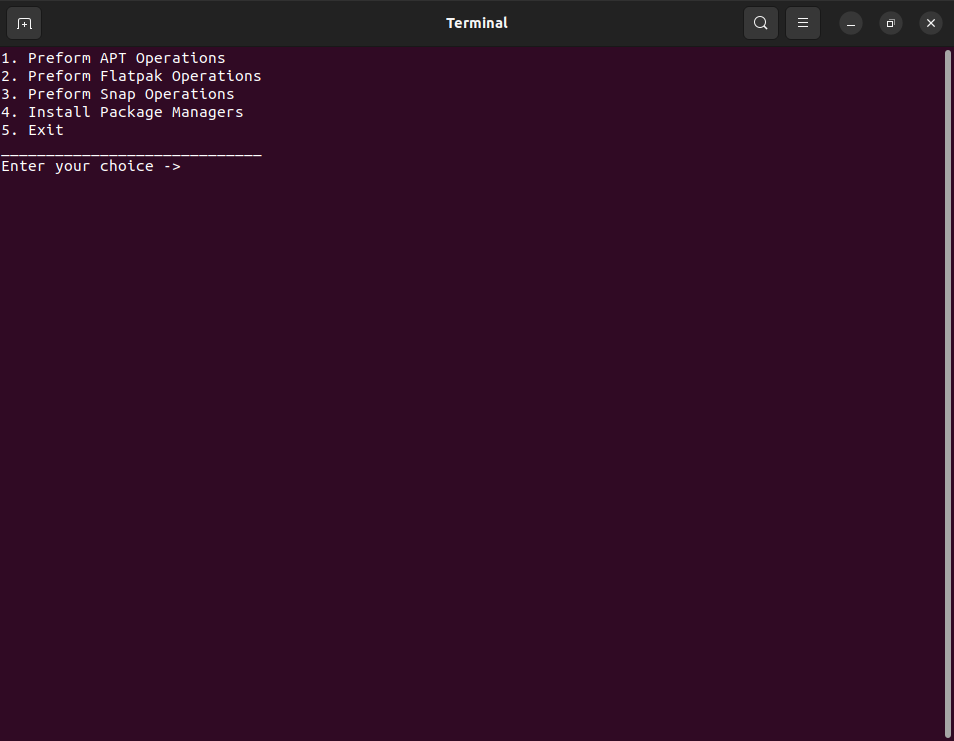 Terminal
1. Preform APT Operations
2. Preform Flatpak Operations
3. Preform Snap Operations
4. Install Package Managers
5. Exit
_____________________________
Enter your choice ->